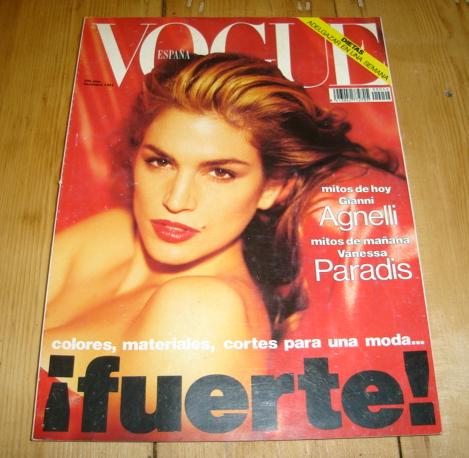 VOGUE
ESPAÑA
DIETAS
ADELGAZAR EN UNA SEMANA
mitos de hoy
Gianni
Agnelli
mitos de mañana
Vanessa
Paradis
colores, materiales, cortes para una moda...
¡fuerte!